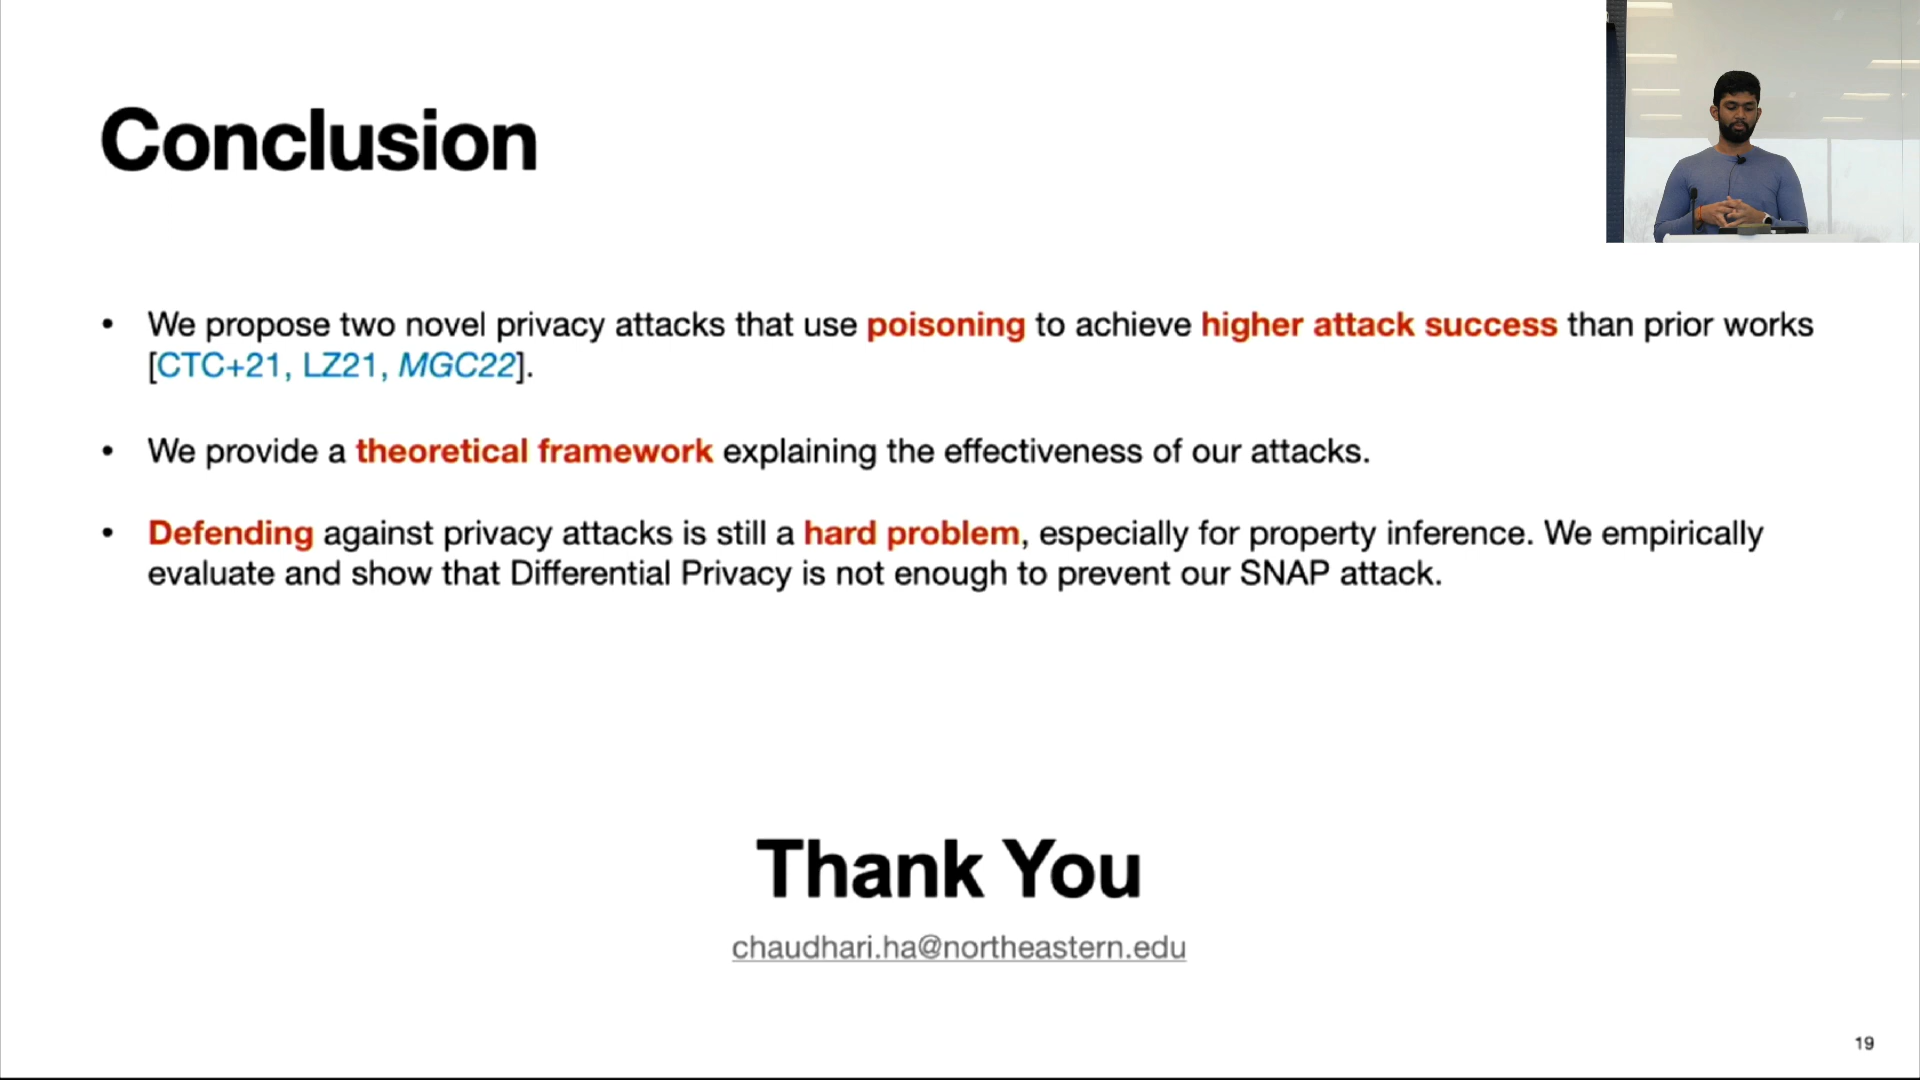 Conclusion
• We propose two novel privacy attacks that use poisoning to achieve higher attack success than prior works
[CTC+21, LZ21, MGC22].
• We provide a theoretical framework explaining the effectiveness of our attacks.
• Defending against privacy attacks is still a hard problem, especially for property inference. We empirically
evaluate and show that Differential Privacy is not enough to prevent our SNAP attack.
Thank You
chaudhari.ha@northeastern.edu
19